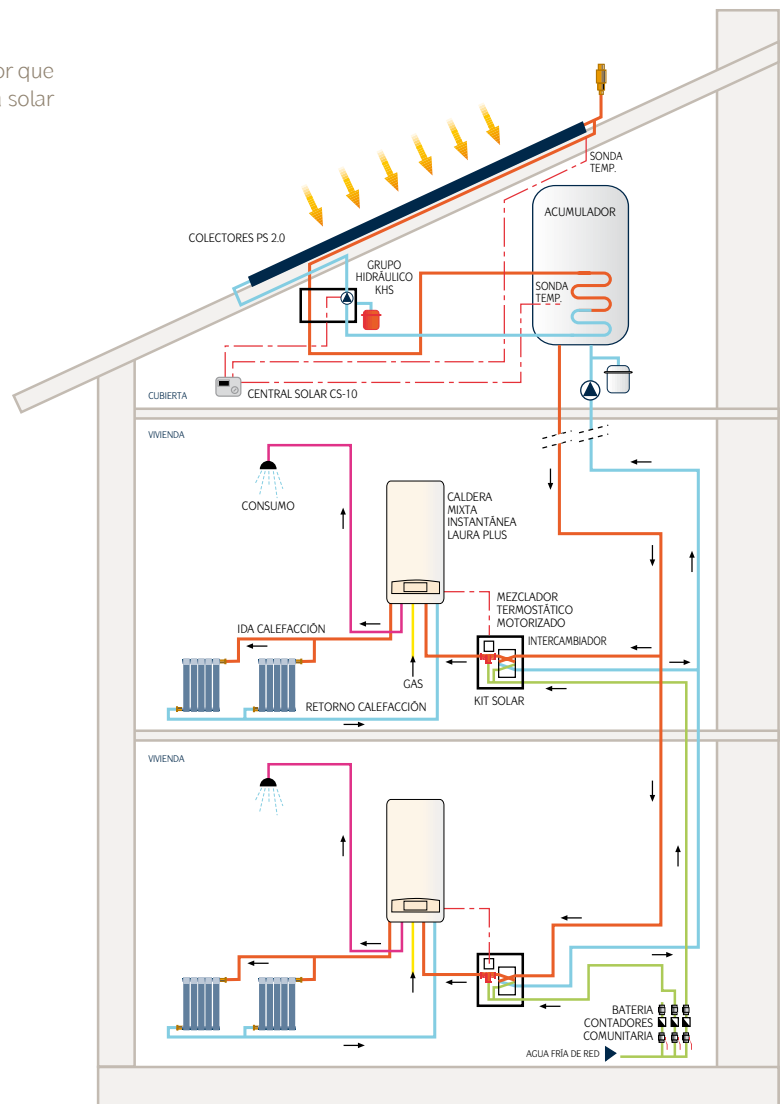 or que
solar
SONDA
TEMP.
ACUMULADOR
COLECTORES PS 2.0
GRUPO
HIDRÁULICO
KHS
SONDA
TEMP.
CENTRAL SOLAR CS-10
CUBIERTA
VIVIENDA
CONSUMO
CALDERA
MIXTA
INSTANTÁNEA
LAURA PLUS
MEZCLADOR
TERMOSTÁTICO
MOTORIZADO
IDA CALEFACCIÓN
INTERCAMBIADOR
GAS
KIT SOLAR
RETORNO CALEFACCIÓN
VIVIENDA
BATERIA
CONTADORES
COMUNITARIA
AGUA FRÍA DE RED